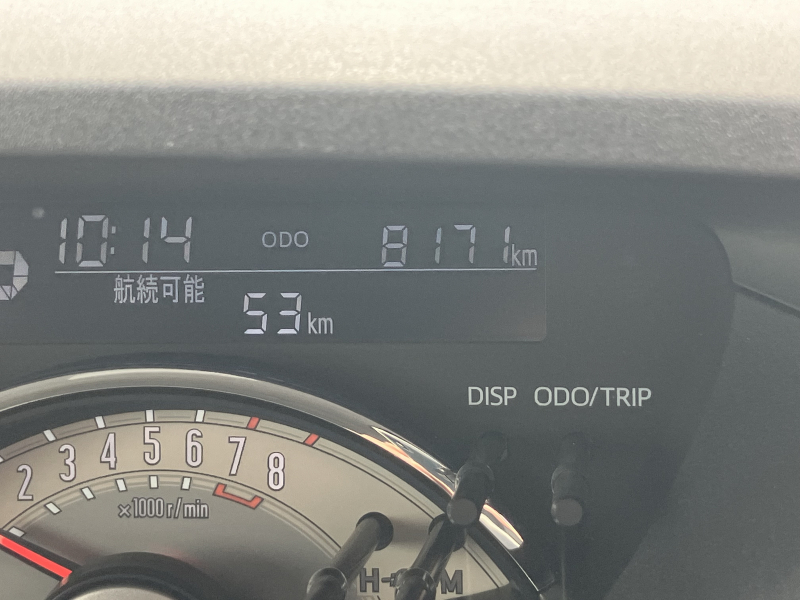 10:14 ODO 8171km
航続可能
53km
DISP ODO/TRIP
2 3 4 5 6 7 8
×1000 r/min
H M